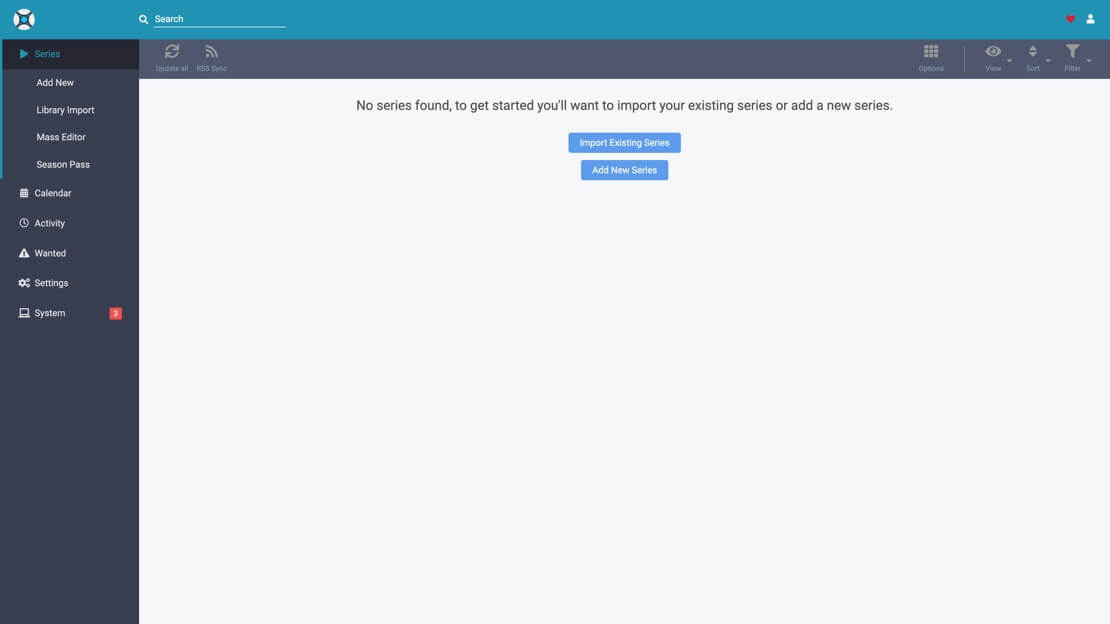 Search
Series
Add New
Library Import
Mass Editor
Season Pass
Calendar
Activity
Wanted
Settings
System 3
Update all RSS Sync Options View Sort Filter
No series found, to get started you'll want to import your existing series or add a new series.
Import Existing Series
Add New Series